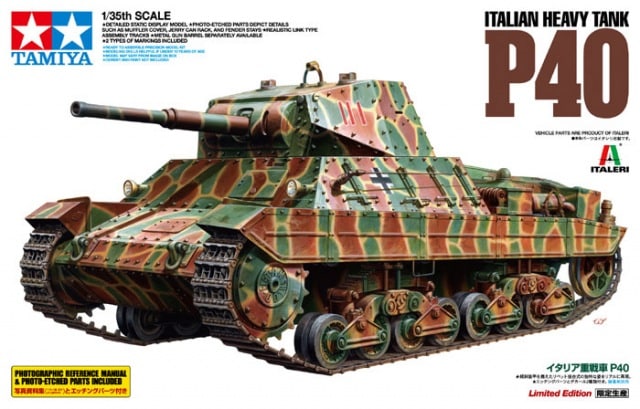 TAMIYA
1/35th SCALE
★DETAILED STATIC DISPLAY MODEL ★PHOTO-ETCHED PARTS DEPICT DETAILS
SUCH AS MUFFLER COVER, JERRY CAN RACK, AND FENDER STAYS ★REALISTIC LINK TYPE
ASSEMBLY TRACKS ★METAL GUN BARREL SEPARATELY AVAILABLE
★2 TYPES OF MARKINGS INCLUDED
ITALIAN HEAVY TANK
P40
VEHICLE PARTS ARE PRODUCT OF ITALERI
ITALERI
111
PHOTOGRAPHIC REFERENCE MANUAL
& PHOTO-ETCHED PARTS INCLUDED
イタリア重戦車 P40
Limited Edition 限定生産